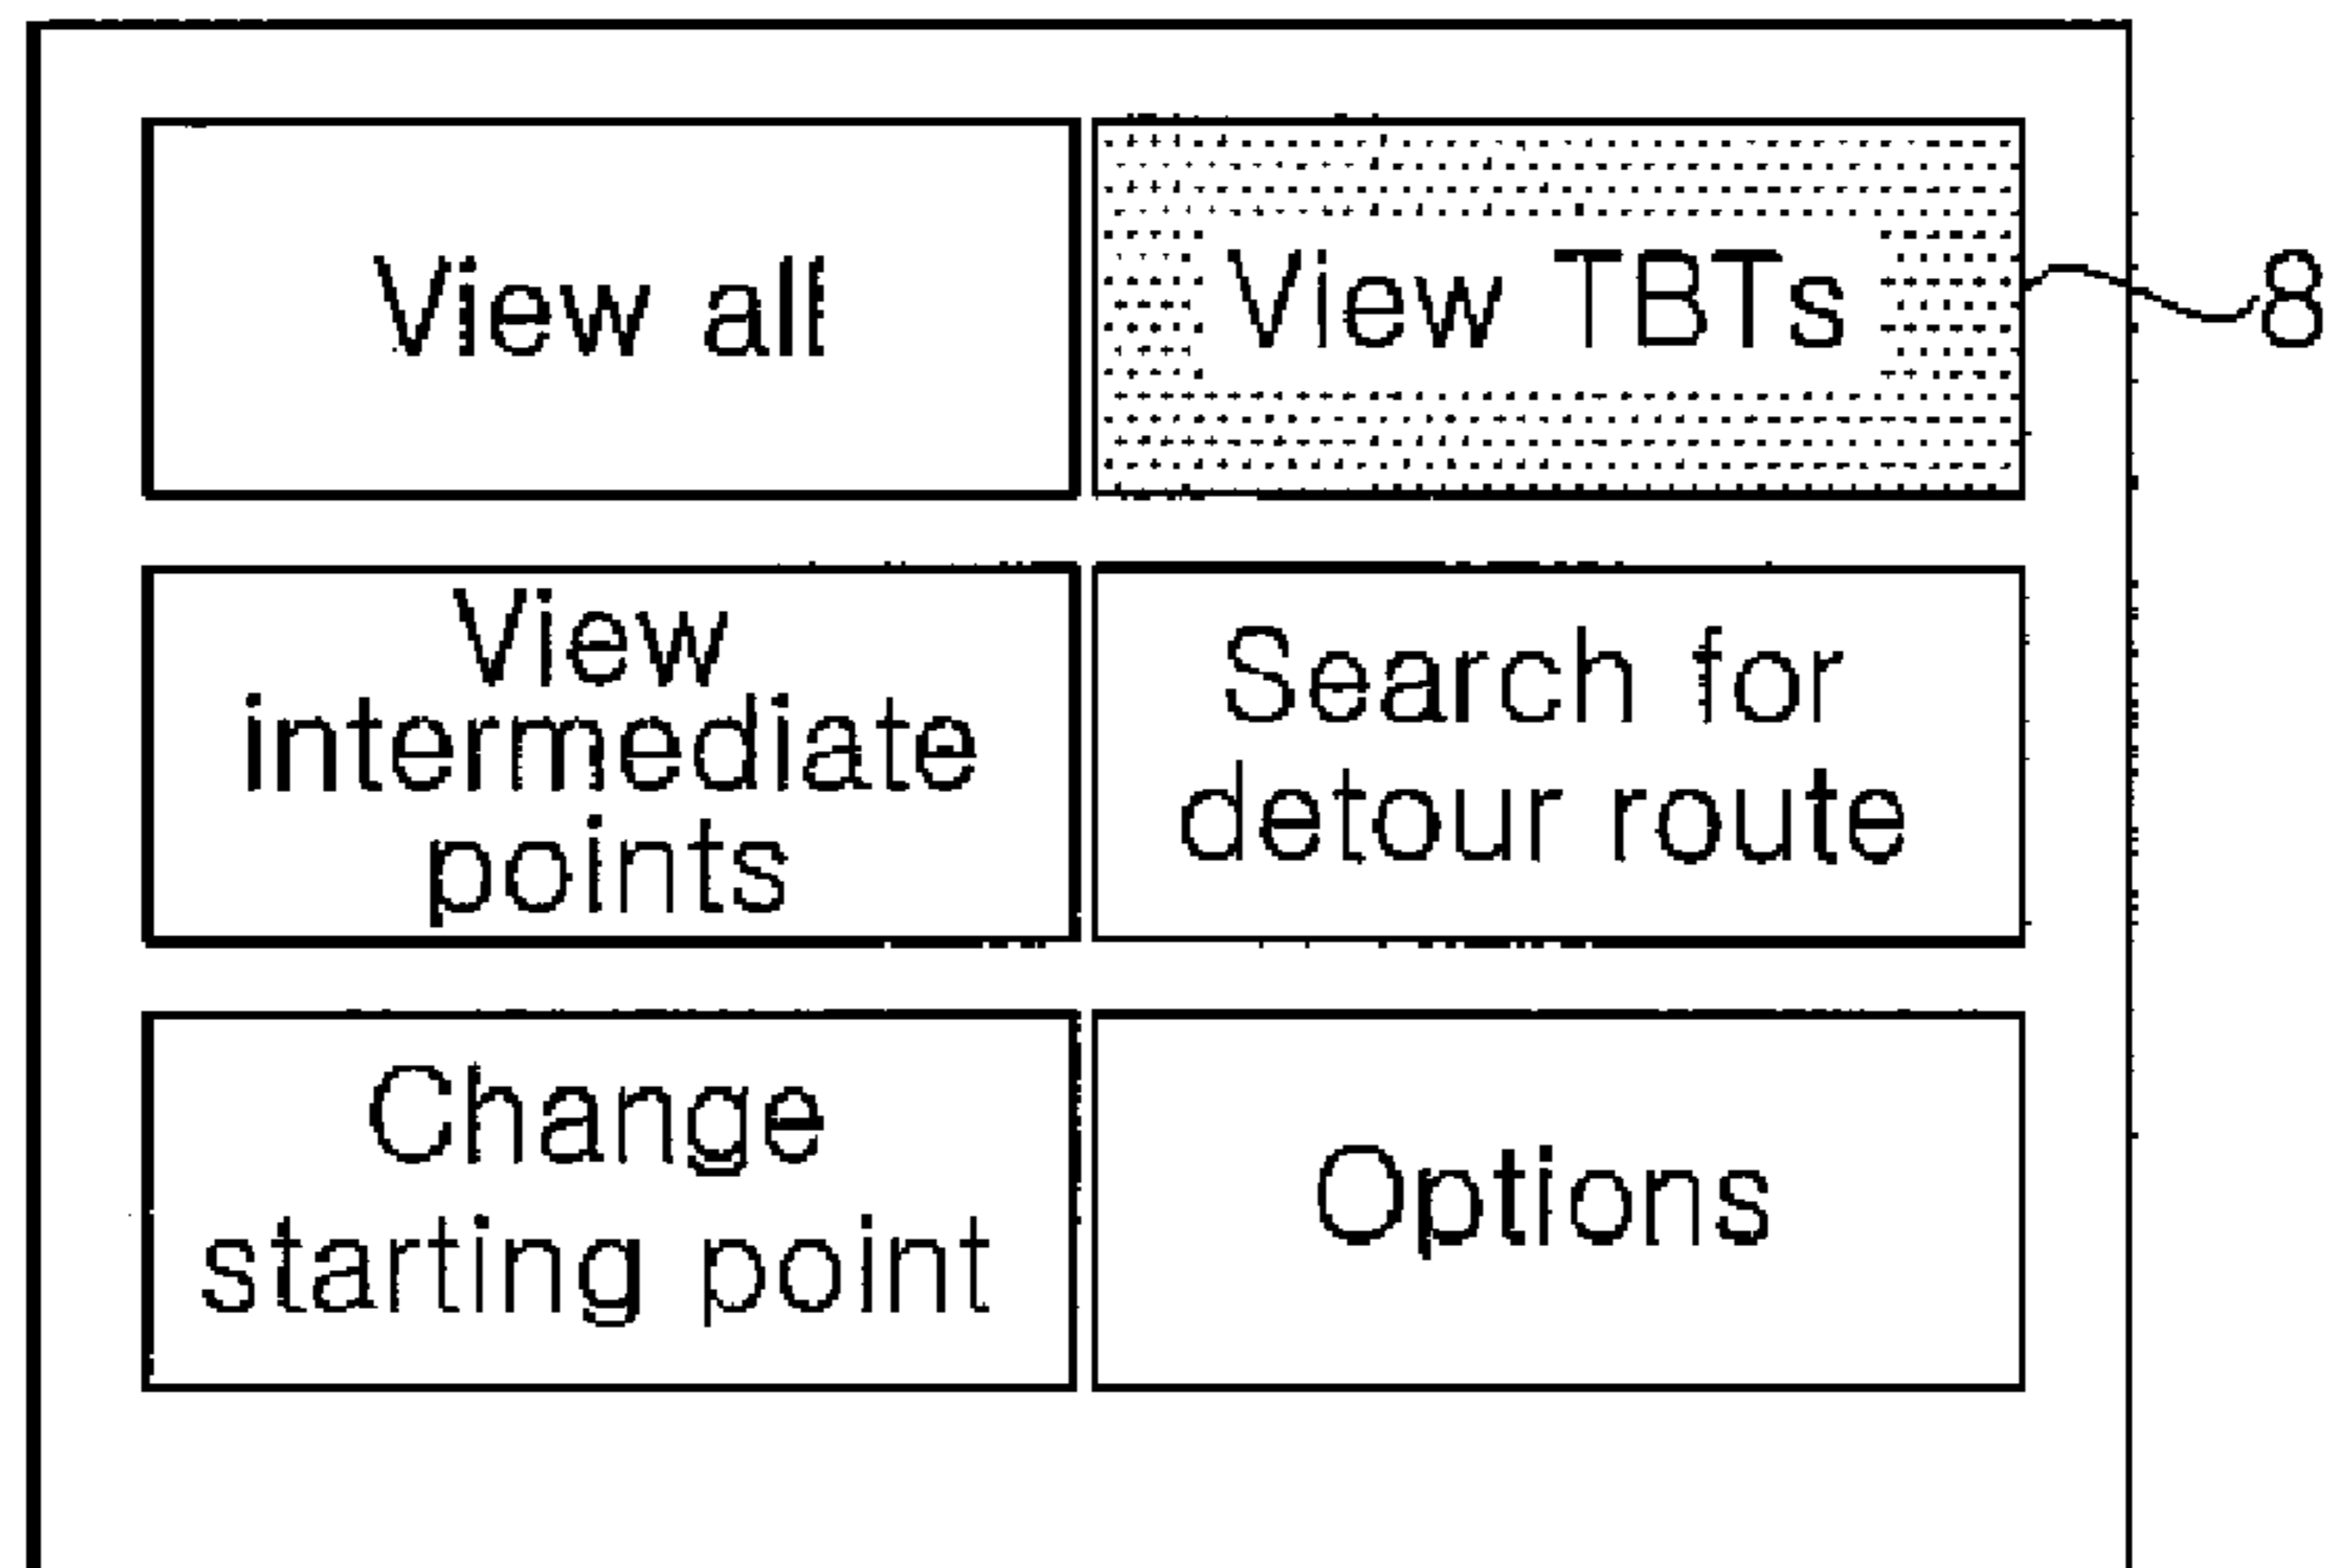 View all
View TBTs
8
View
intermediate
points
Search for
detour route
Change
starting point
Options